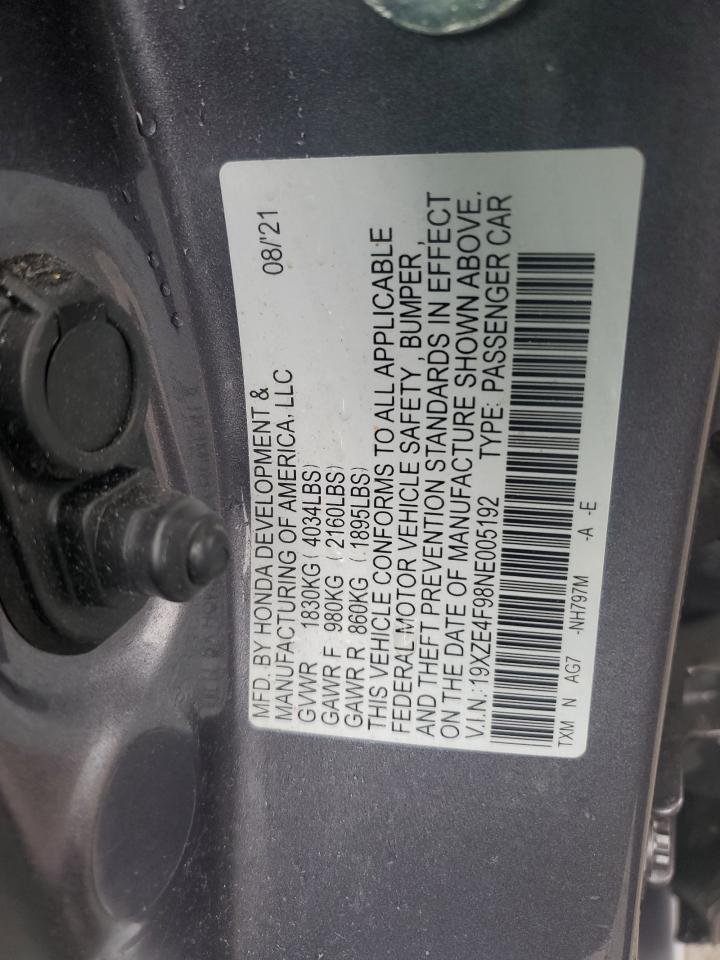 MFD. BY HONDA DEVELOPMENT & 08/'21
MANUFACTURING OF AMERICA, LLC
GVWR 1830KG ( 4034LBS)
GAWR F 980KG ( 2160LBS)
GAWR R 860KG ( 1895LBS)
THIS VEHICLE CONFORMS TO ALL APPLICABLE
FEDERAL MOTOR VEHICLE SAFETY, BUMPER,
AND THEFT PREVENTION STANDARDS IN EFFECT
ON THE DATE OF MANUFACTURE SHOWN ABOVE.
V.I.N.: 19XZE4F98NE005192 TYPE: PASSENGER CAR
TXM N AG7 -NH797M -A -E